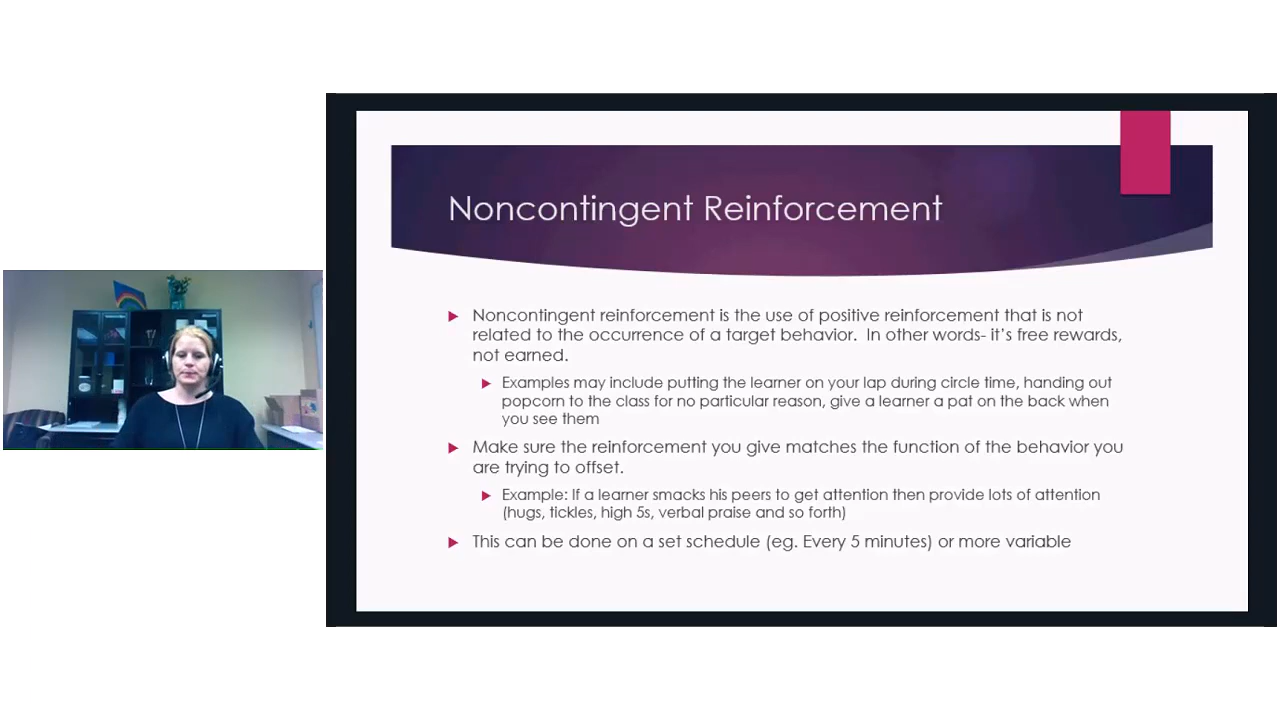 Noncontingent Reinforcement
Noncontingent reinforcement is the use of positive reinforcement that is not
related to the occurrence of a target behavior.  In other words- it's free rewards,
not earned.
Examples may include putting the learner on your lap during circle time, handing out
popcorn to the class for no particular reason, give a learner a pat on the back when
you see them
Make sure the reinforcement you give matches the function of the behavior you
are trying to offset.
Example: If a learner smacks his peers to get attention then provide lots of attention
(hugs, tickles, high 5s, verbal praise and so forth)
This can be done on a set schedule (eg. Every 5 minutes) or more variable